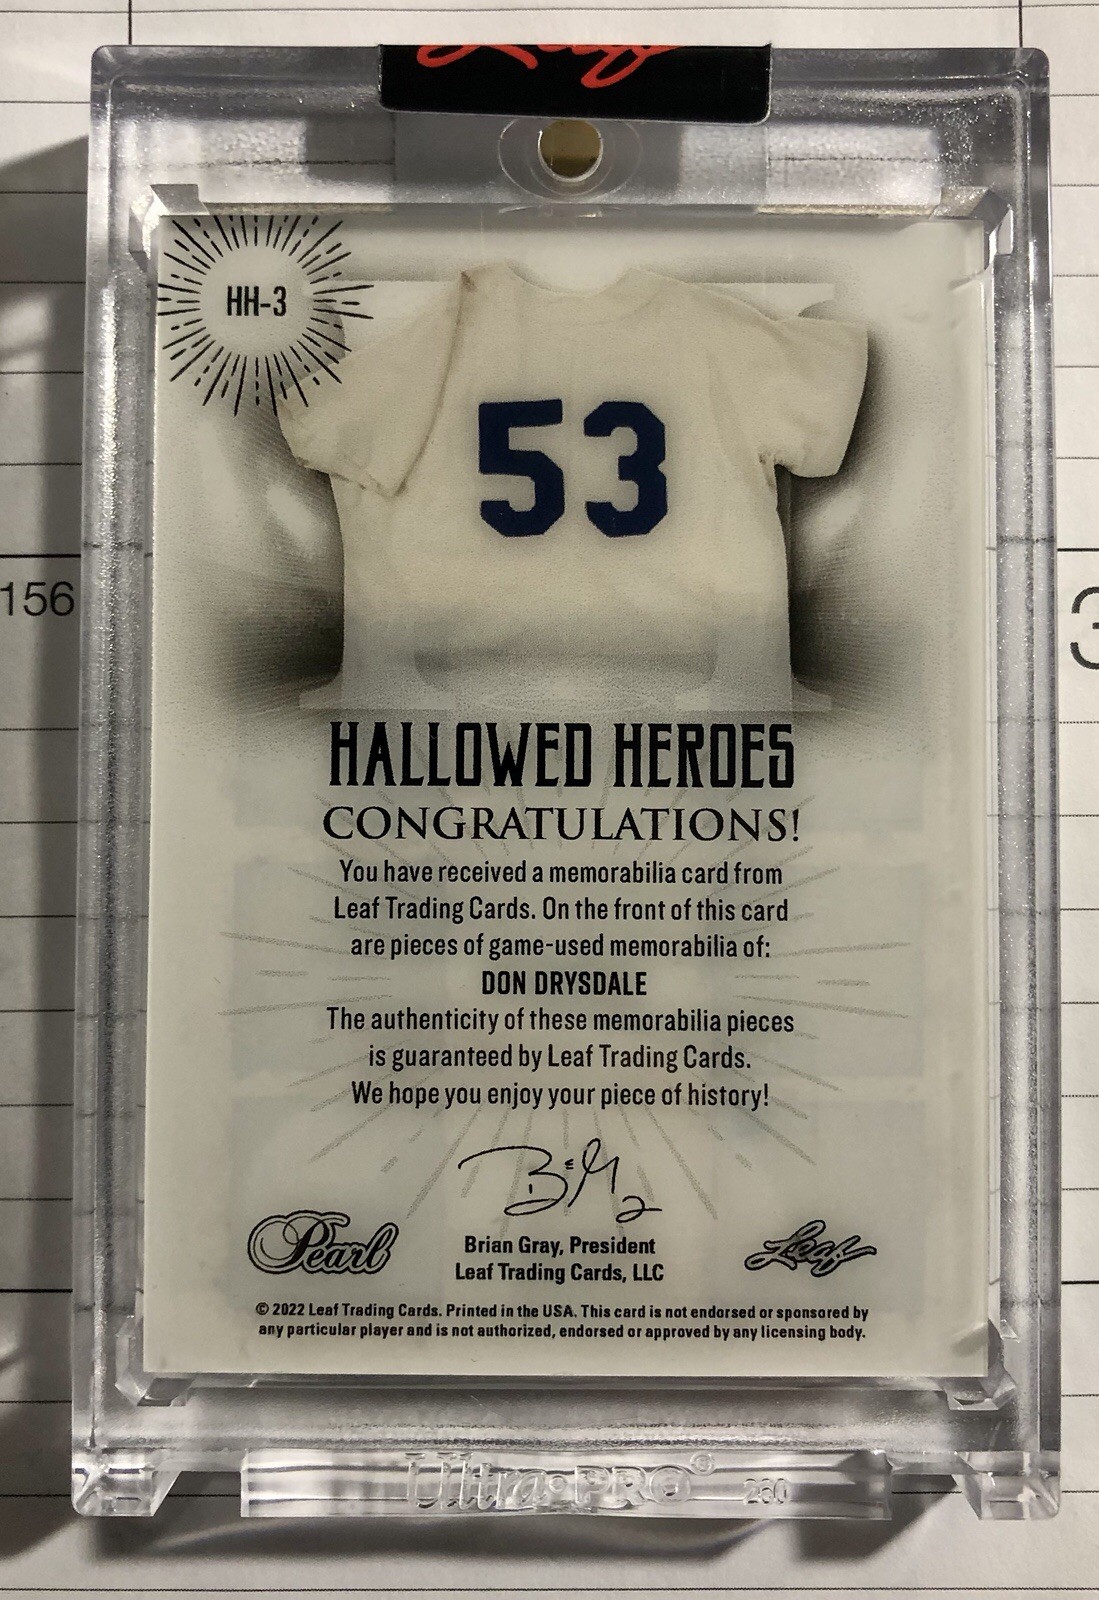 Leaf
HH-3
53
156
3
HALLOWED HEROES
CONGRATULATIONS!
You have received a memorabilia card from
Leaf Trading Cards. On the front of this card
are pieces of game-used memorabilia of:
DON DRYSDALE
The authenticity of these memorabilia pieces
is guaranteed by Leaf Trading Cards.
We hope you enjoy your piece of history!
Pearl
Brian Gray, President
Leaf Trading Cards, LLC
Leaf
© 2022 Leaf Trading Cards. Printed in the USA. This card is not endorsed or sponsored by
any particular player and is not authorized, endorsed or approved by any licensing body.
Ultra·PRO®